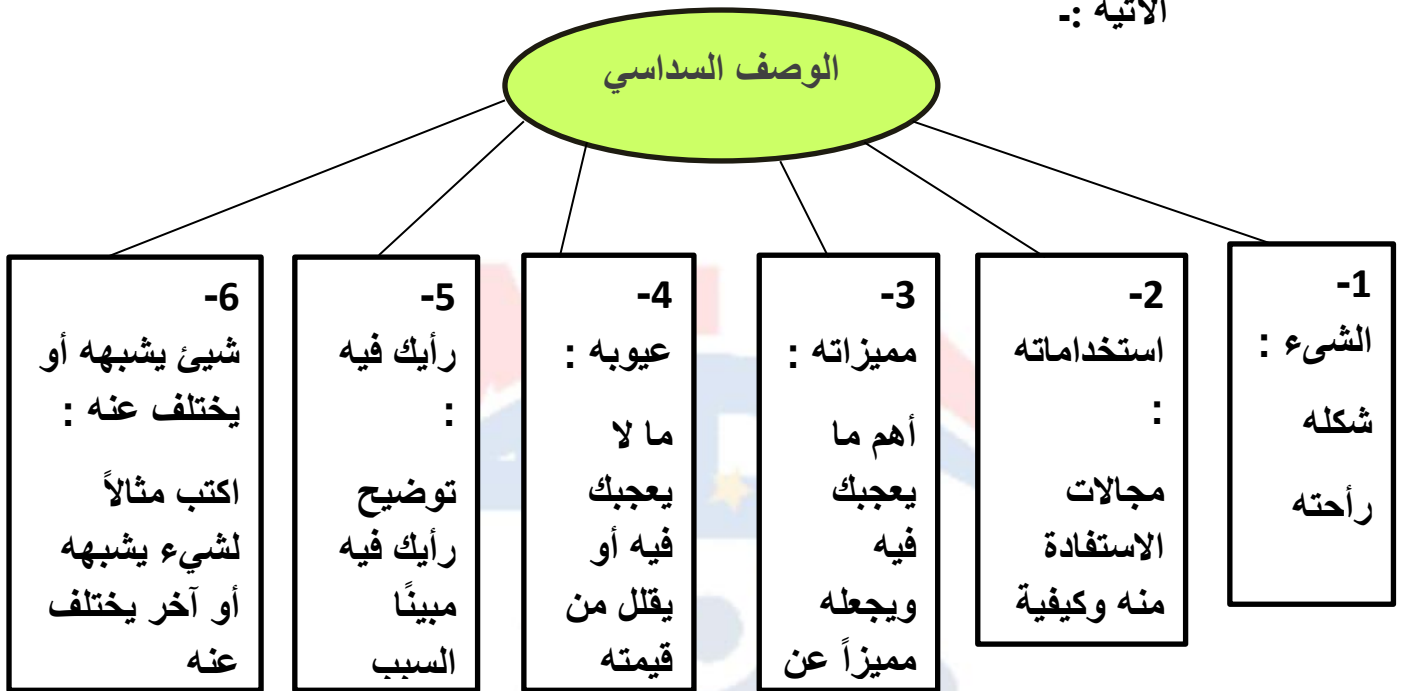 الآتية :-
الوصف السداسي
1-
الشىء :
شكله
رأحته
2-
استخداماته
:
مجالات
الاستفادة
منه وكيفية
3-
مميزاته :
أهم ما
يعجبك
فيه
ويجعله
مميزاً عن
4-
عيوبه :
ما لا
يعجبك
فيه أو
يقلل من
قيمته
5-
رأيك فيه
:
توضيح
رأيك فيه
مبينًا
السبب
6-
شيئ يشبهه أو
يختلف عنه :
اكتب مثالاً
لشيء يشبهه
أو آخر يختلف
عنه